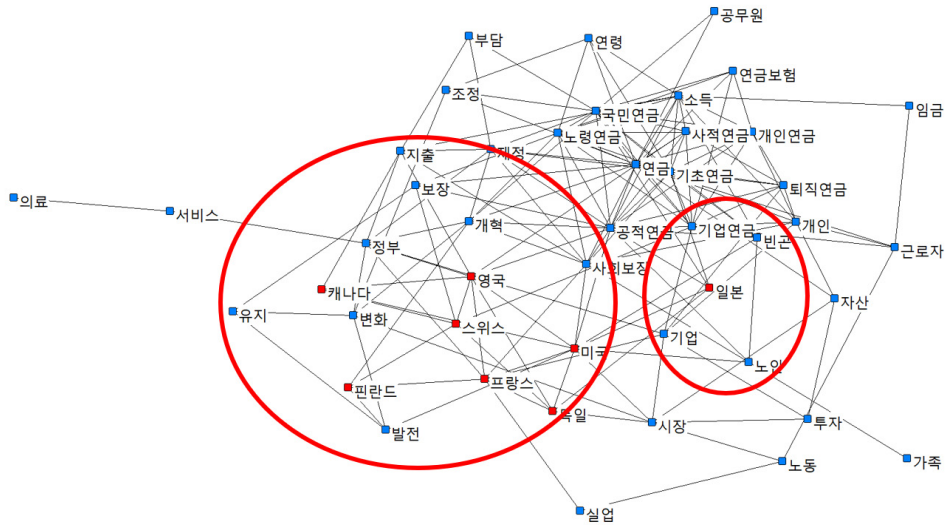 공무원
부담
연령
연금보험
조정
소득
국민연금
임금
노령연금
사적연금
개인연금
지출
재정
연금
기초연금
보장
퇴직연금
의료
서비스
개혁
공적연금
기업연금
개인
정부
빈곤
근로자
사회보장
영국
캐나다
일본
자산
유지
변화
스위스
기업
미국
노인
프랑스
핀란드
독일
시장
투자
발전
노동
가족
실업